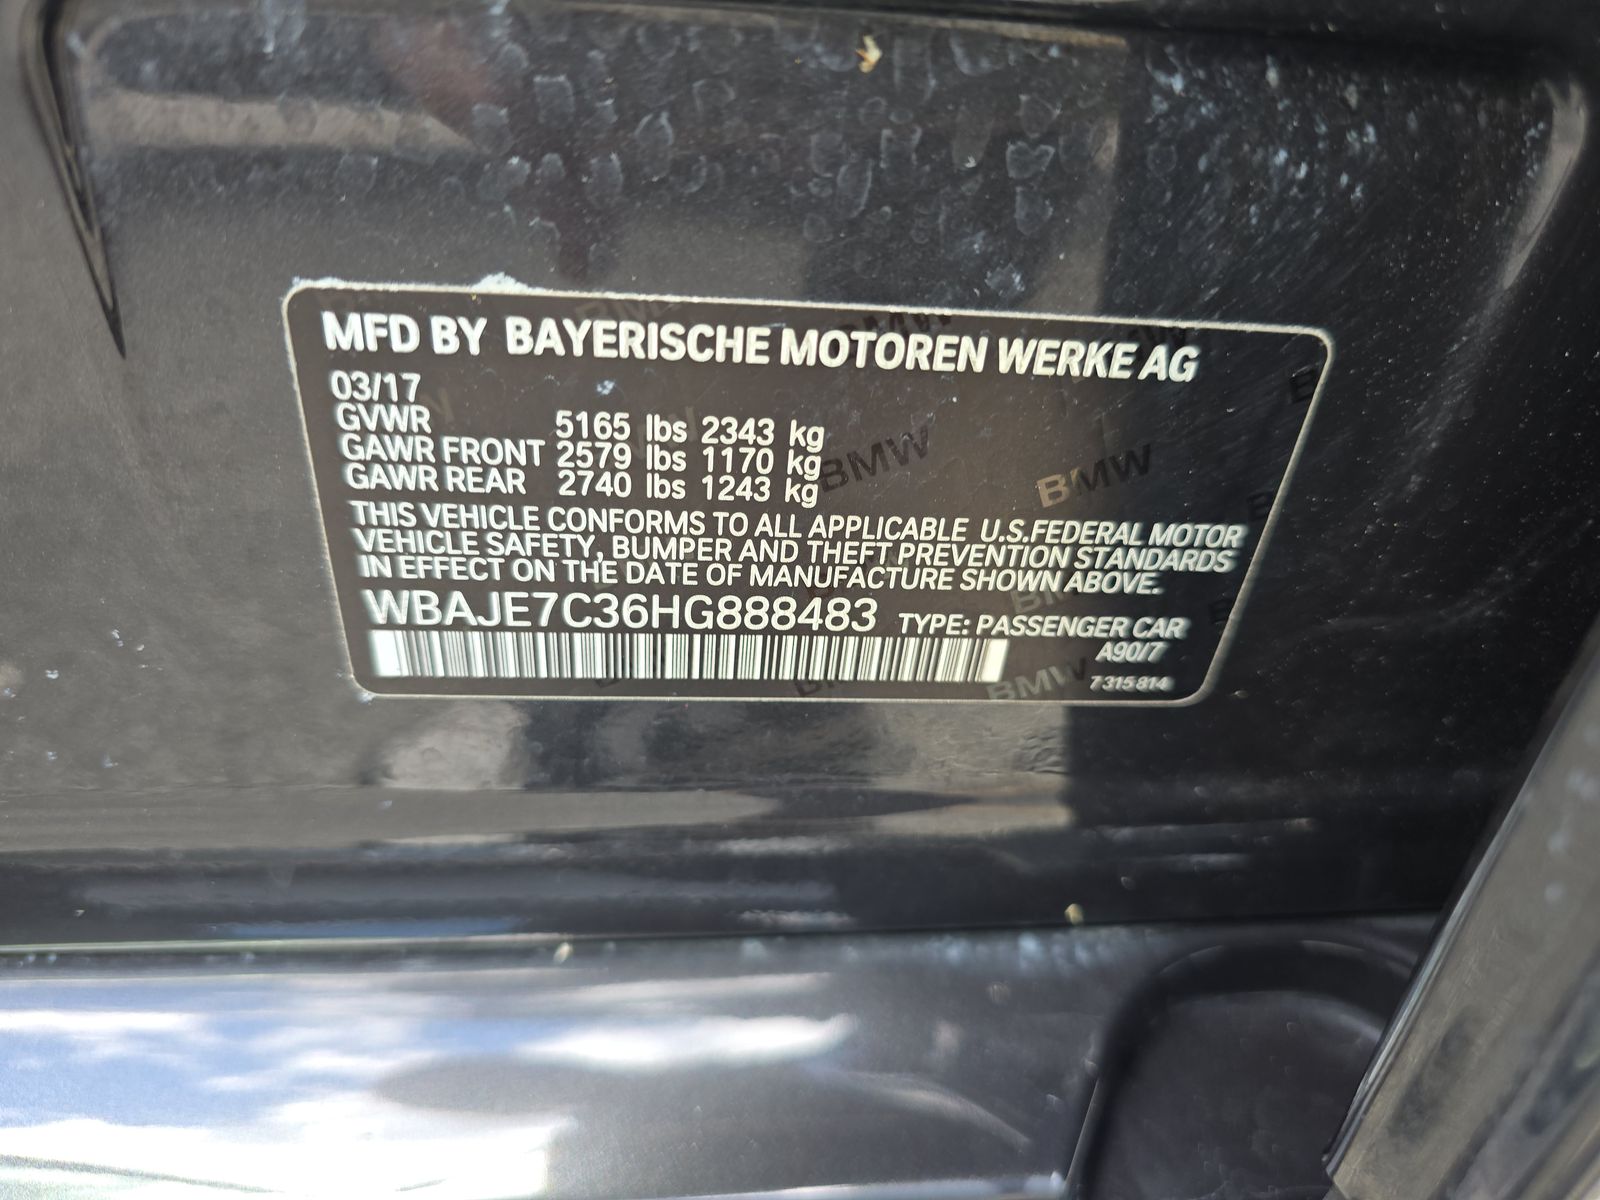 MFD BY BAYERISCHE MOTOREN WERKE AG
03/17
GVWR 5165 lbs 2343 kg
GAWR FRONT 2579 lbs 1170 kg
GAWR REAR 2740 lbs 1243 kg
THIS VEHICLE CONFORMS TO ALL APPLICABLE U.S.FEDERAL MOTOR
VEHICLE SAFETY, BUMPER AND THEFT PREVENTION STANDARDS
IN EFFECT ON THE DATE OF MANUFACTURE SHOWN ABOVE.
WBAJE7C36HG888483 TYPE: PASSENGER CAR
A90/7
7 315 814
BMW
BMW
BMW